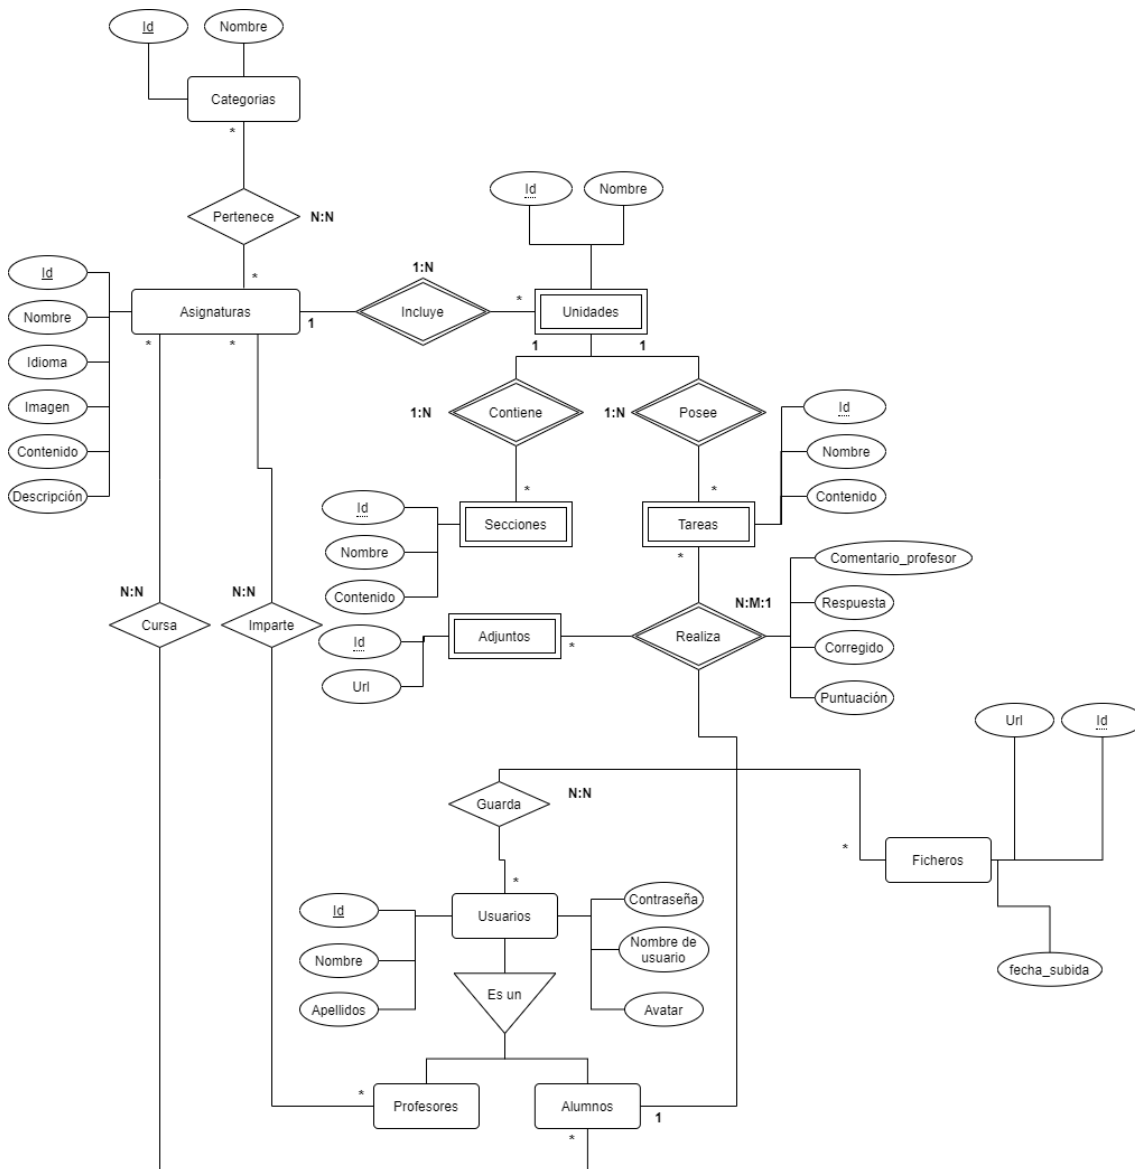 Id
Nombre
Categorias
*
Pertenece
N:N
*
Id
Nombre
Id
Nombre
Idioma
Imagen
Contenido
Descripción
Asignaturas
1
*
*
1:N
Incluye
*
Unidades
1
1
1:N
Contiene
*
1:N
Posee
*
Id
Nombre
Contenido
Secciones
Tareas
*
Id
Nombre
Contenido
N:N
Cursa
N:N
Imparte
Id
Url
Adjuntos
*
N:M:1
Realiza
Comentario_profesor
Respuesta
Corregido
Puntuación
Url
Id
Guarda
N:N
*
Ficheros
fecha_subida
*
Id
Nombre
Apellidos
Usuarios
Contraseña
Nombre de
usuario
Avatar
Es un
*
Profesores
Alumnos
1
*